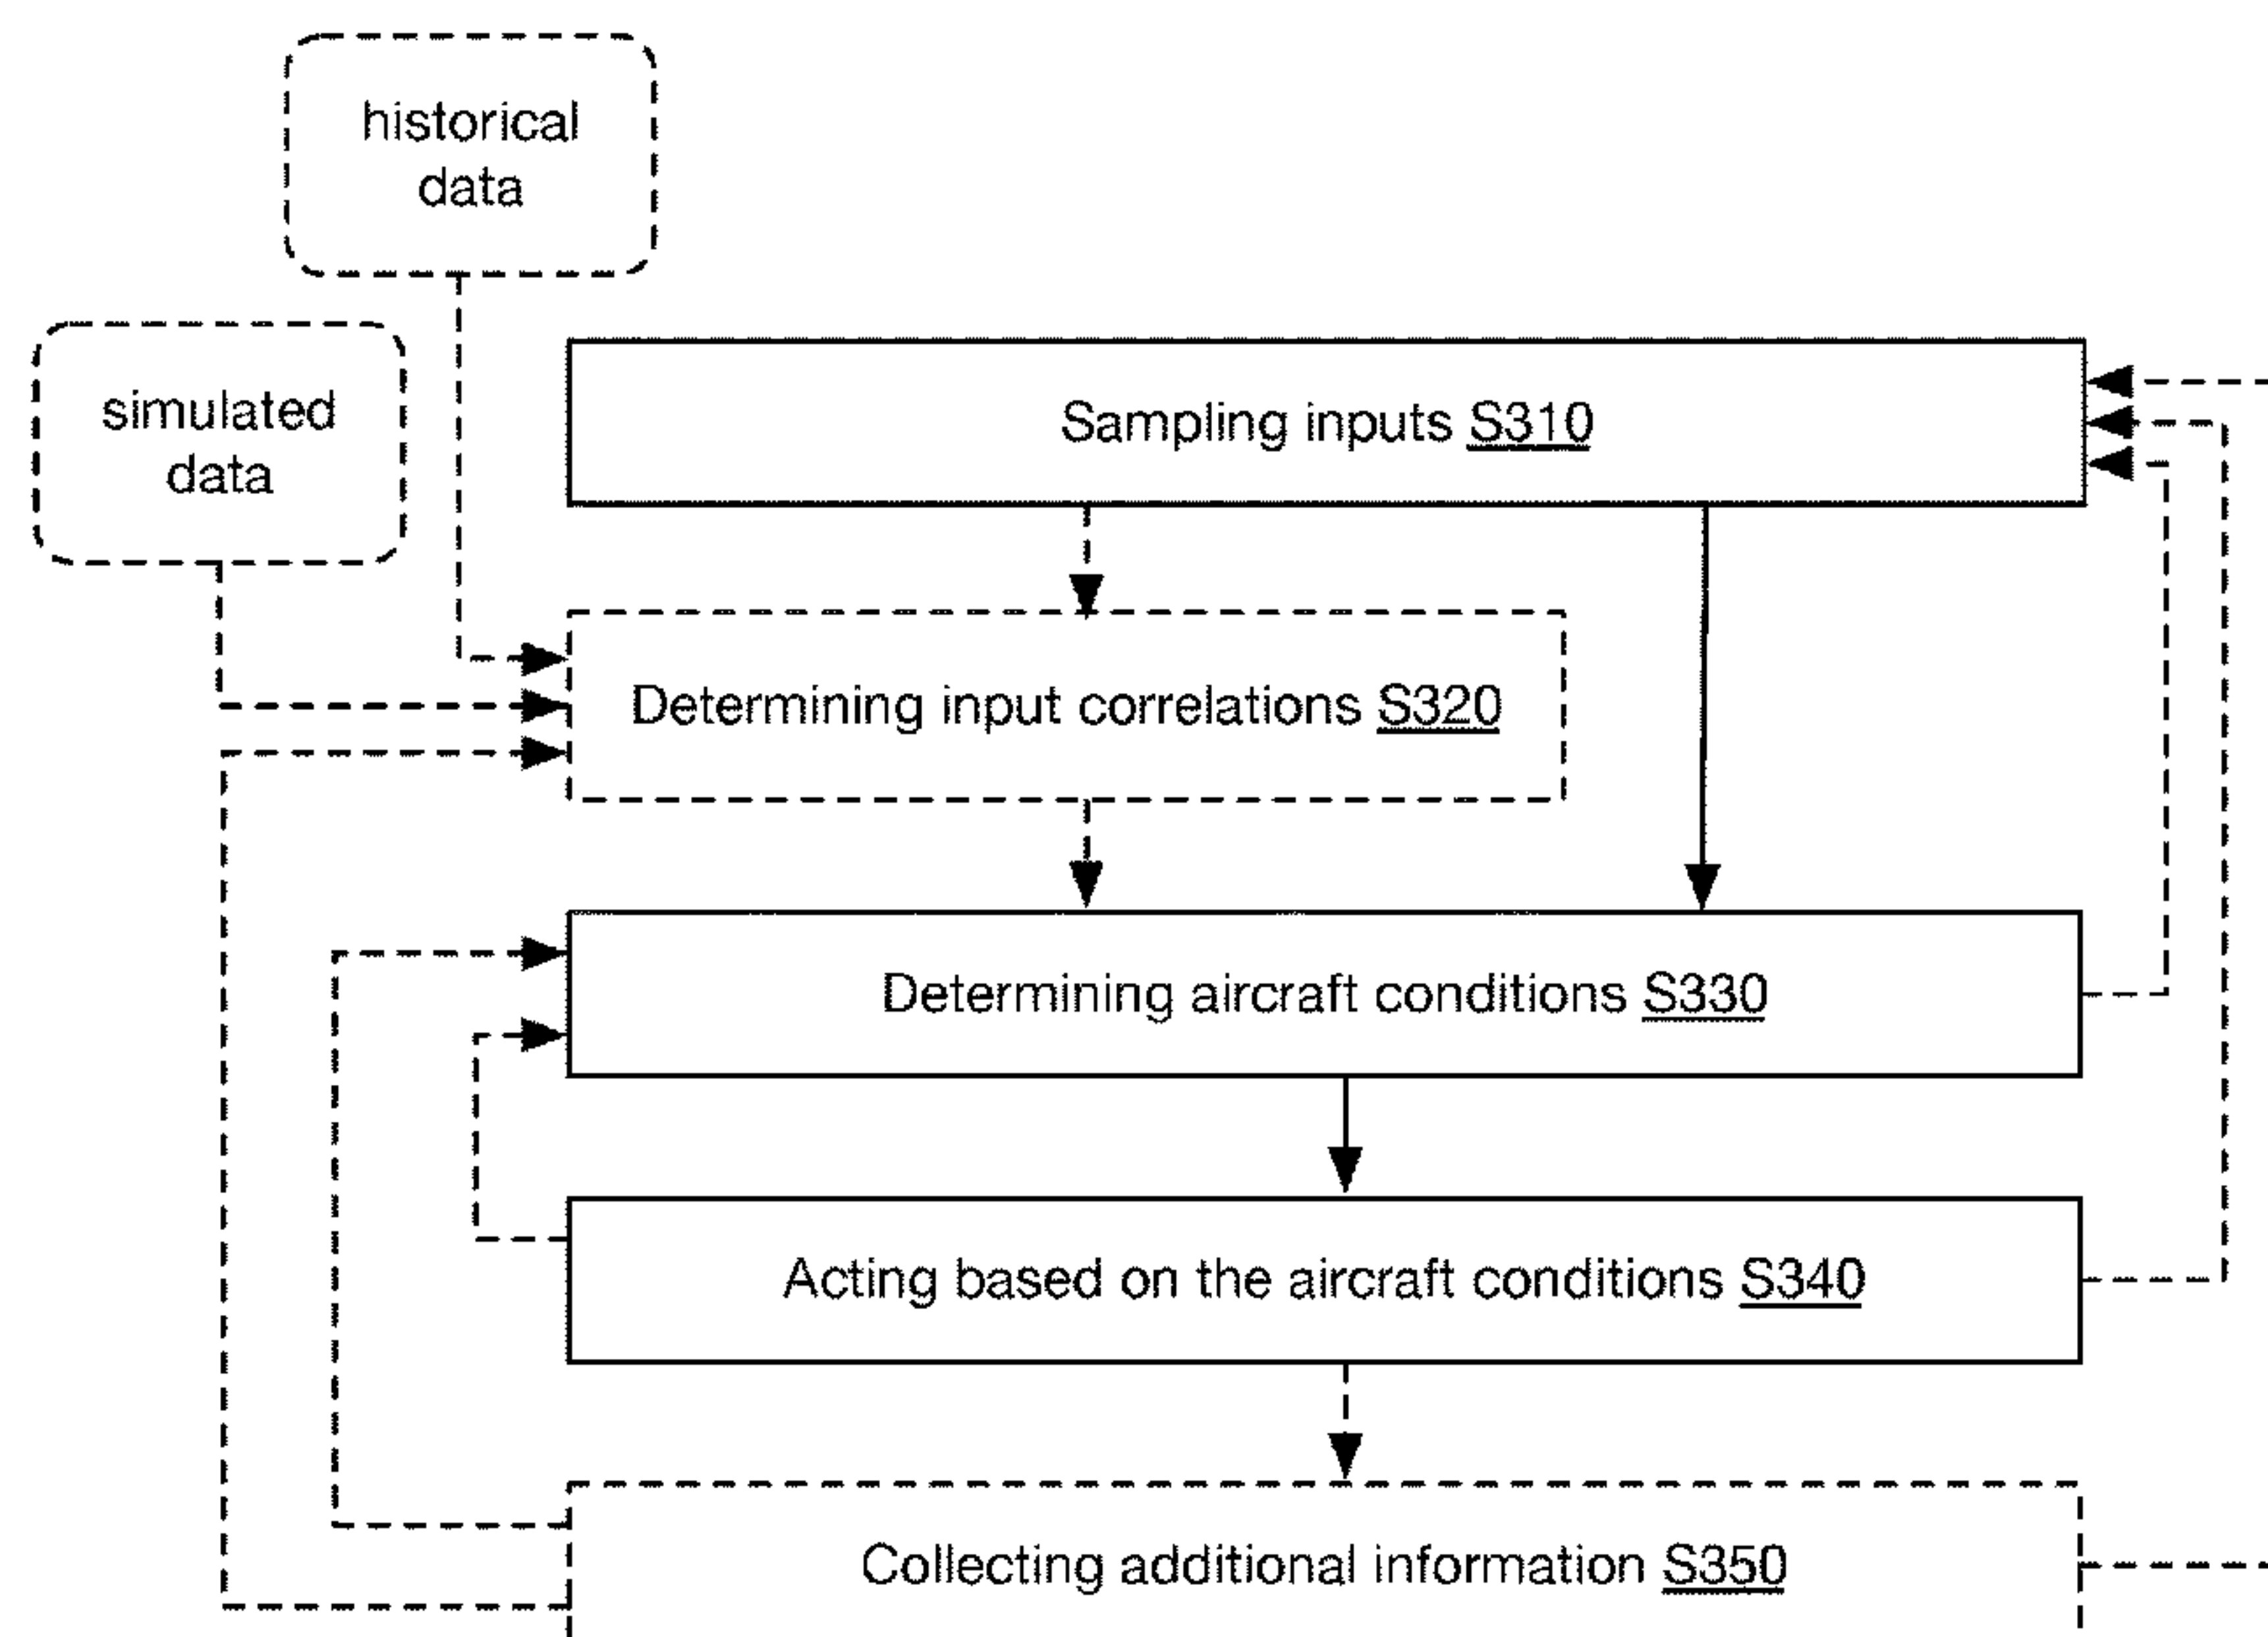 historical
data
simulated
data
Sampling inputs S310
Determining input correlations S320
Determining aircraft conditions S330
Acting based on the aircraft conditions S340
Collecting additional information S350